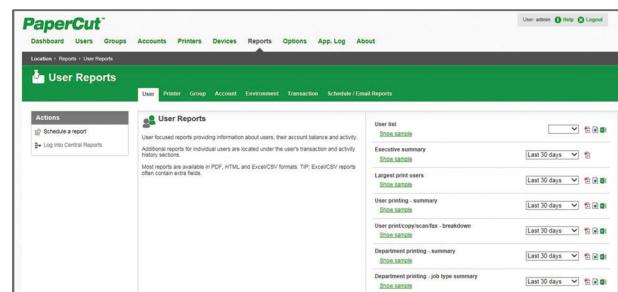 PaperCut™
User: admin Help Logout
Dashboard Users Groups Accounts Printers Devices Reports Options App. Log About
Location › Reports › User Reports
User Reports
User Printer Group Account Environment Transaction Schedule / Email Reports
Actions
Schedule a report
Log into Central Reports
User Reports
User focused reports providing information about users, their account balance and activity.
Additional reports for individual users are located under the user's transaction and activity
history sections.
Most reports are available in PDF, HTML and Excel/CSV formats. TIP: Excel/CSV reports
often contain extra fields.
User list
Show sample
Executive summary
Show sample
Last 30 days
Largest print users
Show sample
Last 30 days
User printing - summary
Show sample
Last 30 days
User print/copy/scan/fax - breakdown
Show sample
Last 30 days
Department printing - summary
Show sample
Last 30 days
Department printing - job type summary
Show sample
Last 30 days